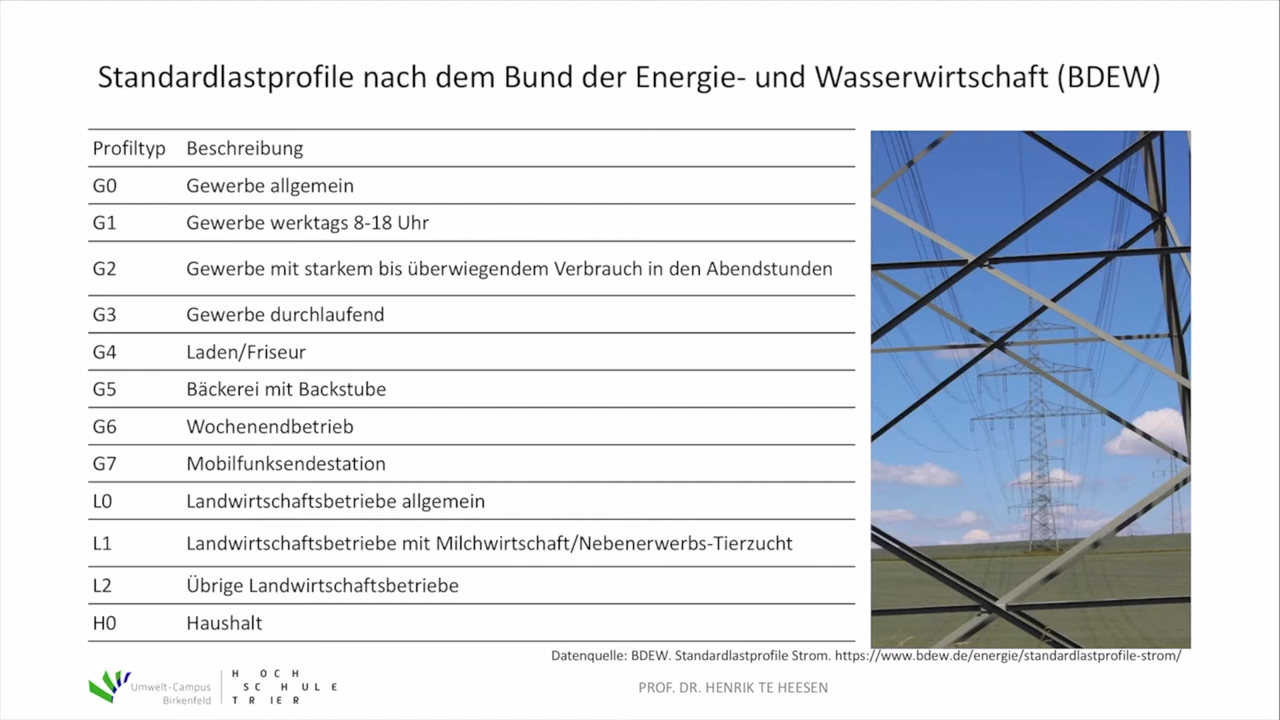 Standardlastprofile nach dem Bund der Energie- und Wasserwirtschaft (BDEW)
Profiltyp Beschreibung
G0 Gewerbe allgemein
G1 Gewerbe werktags 8-18 Uhr
G2 Gewerbe mit starkem bis überwiegendem Verbrauch in den Abendstunden
G3 Gewerbe durchlaufend
G4 Laden/Friseur
G5 Bäckerei mit Backstube
G6 Wochenendbetrieb
G7 Mobilfunksendestation
L0 Landwirtschaftsbetriebe allgemein
L1 Landwirtschaftsbetriebe mit Milchwirtschaft/Nebenerwerbs-Tierzucht
L2 Übrige Landwirtschaftsbetriebe
H0 Haushalt
Datenquelle: BDEW. Standardlastprofile Strom. https://www.bdew.de/energie/standardlastprofile-strom/
Umwelt-Campus
Birkenfeld
HOCH
SCHULE
TRIER
PROF. DR. HENRIK TE HEESEN